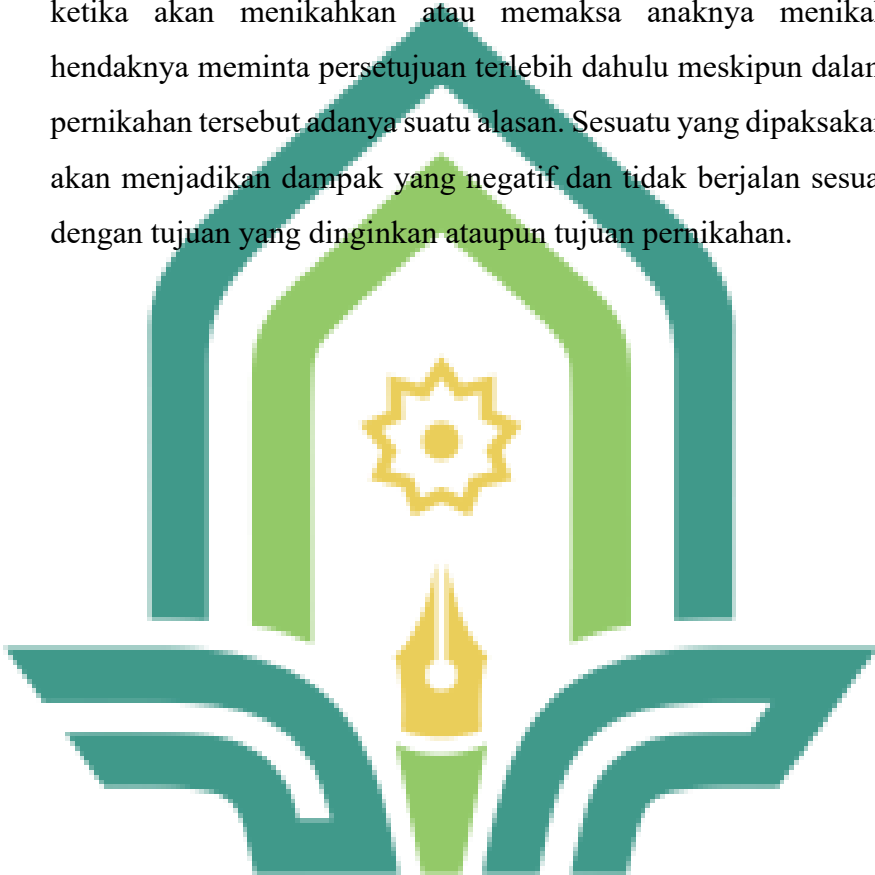 ketika akan menikahkan atau memaksa anaknya menikah
hendaknya meminta persetujuan terlebih dahulu meskipun dalam
pernikahan tersebut adanya suatu alasan. Sesuatu yang dipaksakan
akan menjadikan dampak yang negatif dan tidak berjalan sesuai
dengan tujuan yang dinginkan ataupun tujuan pernikahan.